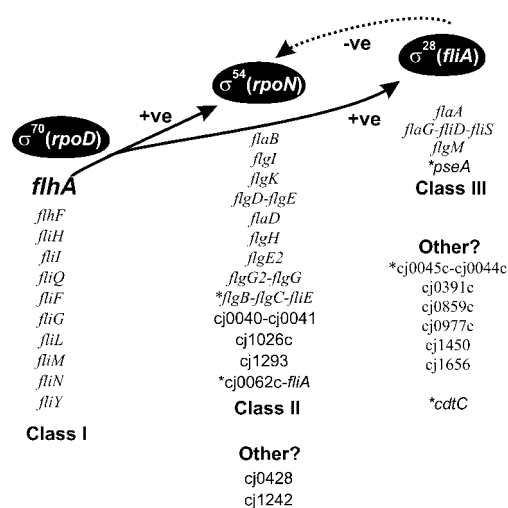 -ve
σ54(rpoN)
σ28(fliA)
+ve
+ve
σ70(rpoD)
flhA
flhF
fliH
fliI
fliQ
fliF
fliG
fliL
fliM
fliN
fliY
Class I
flaB
flgI
flgK
flgD-flgE
flaD
flgH
flgE2
flgG2-flgG
*flgB-flgC-fliE
cj0040-cj0041
cj1026c
cj1293
*cj0062c-fliA
Class II
Other?
cj0428
cj1242
flaA
flaG-fliD-fliS
flgM
*pseA
Class III
Other?
*cj0045c-cj0044c
cj0391c
cj0859c
cj0977c
cj1450
cj1656
*cdtC